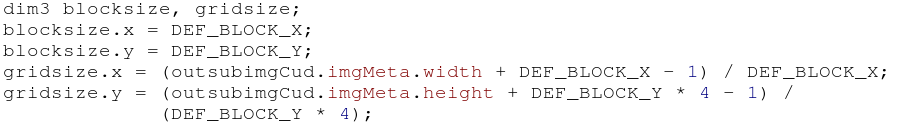 dim3 blocksize, gridsize;
blocksize.x = DEF_BLOCK_X;
blocksize.y = DEF_BLOCK_Y;
gridsize.x = (outsubimgCud.imgMeta.width + DEF_BLOCK_X - 1) / DEF_BLOCK_X;
gridsize.y = (outsubimgCud.imgMeta.height + DEF_BLOCK_Y * 4 - 1) /
(DEF_BLOCK_Y * 4);